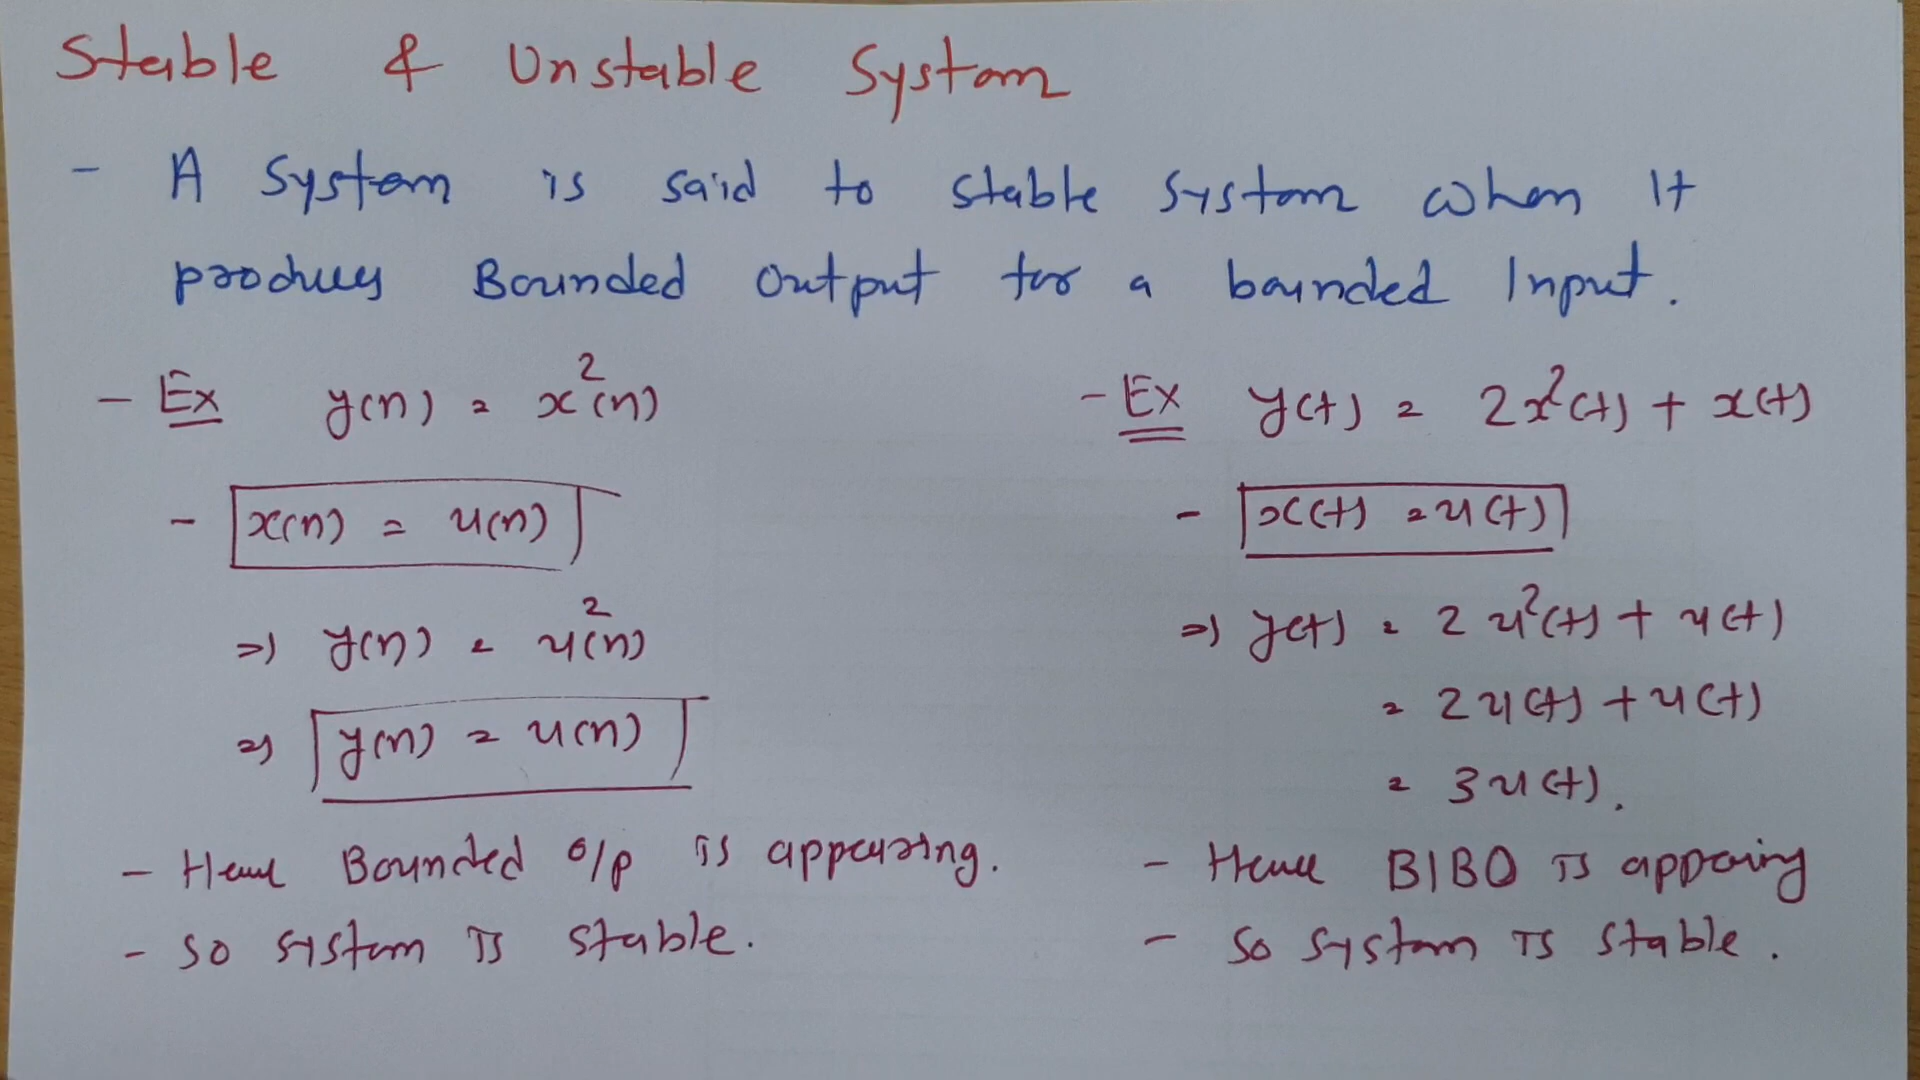 Stable & Unstable System
- A system is said to stable system when It
produces Bounded output for a bounded Input.
- Ex y(n) = x²(n)
- x(n) = u(n)
=> y(n) = u²(n)
=> y(n) = u(n)
- Hence Bounded o/p is appearing.
- So system is stable.
- Ex y(t) = 2x²(t) + x(t)
- x(t) = u(t)
=> y(t) = 2u²(t) + u(t)
= 2u(t) + u(t)
= 3u(t).
- Hence BIBO is appearing
- So system is stable.